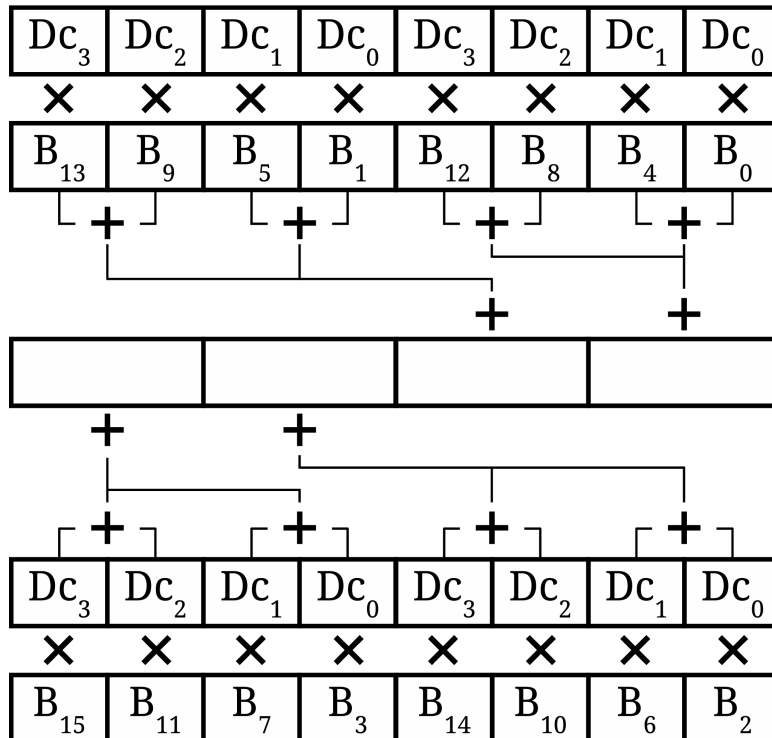 Dc₃ Dc₂ Dc₁ Dc₀ Dc₃ Dc₂ Dc₁ Dc₀
× × × × × × × ×
B₁₃ B₉ B₅ B₁ B₁₂ B₈ B₄ B₀
+ + + +
+ +
+ +
+ + + +
Dc₃ Dc₂ Dc₁ Dc₀ Dc₃ Dc₂ Dc₁ Dc₀
× × × × × × × ×
B₁₅ B₁₁ B₇ B₃ B₁₄ B₁₀ B₆ B₂